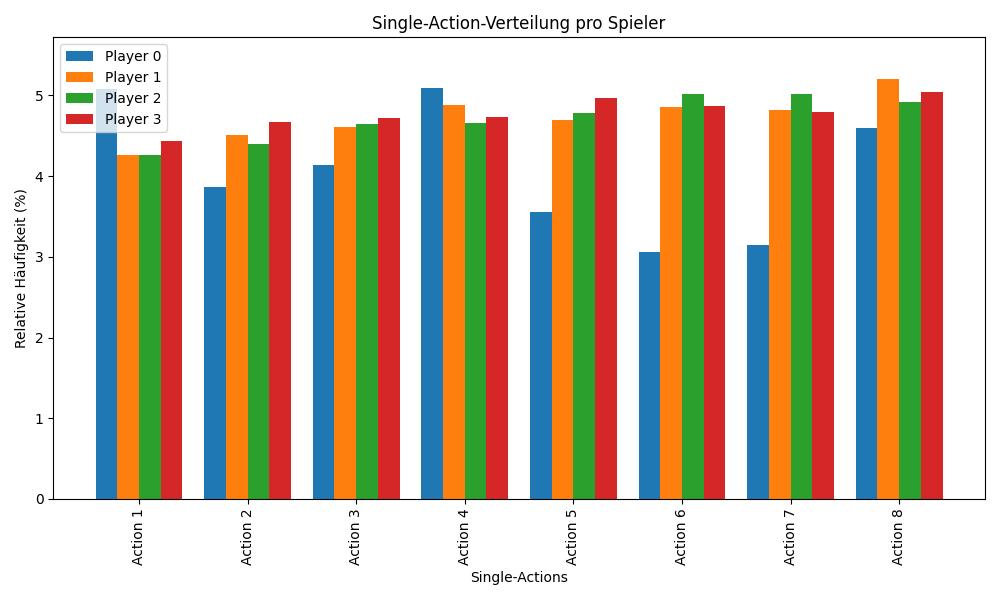 Single-Action-Verteilung pro Spieler
Player 0
Player 1
Player 2
Player 3
Relative Häufigkeit (%)
5
4
3
2
1
0
Action 1
Action 2
Action 3
Action 4
Action 5
Action 6
Action 7
Action 8
Single-Actions